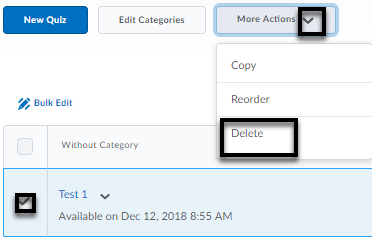 New Quiz
Edit Categories
More Actions
Copy
Reorder
Delete
Bulk Edit
Without Category
Test 1
Available on Dec 12, 2018 8:55 AM